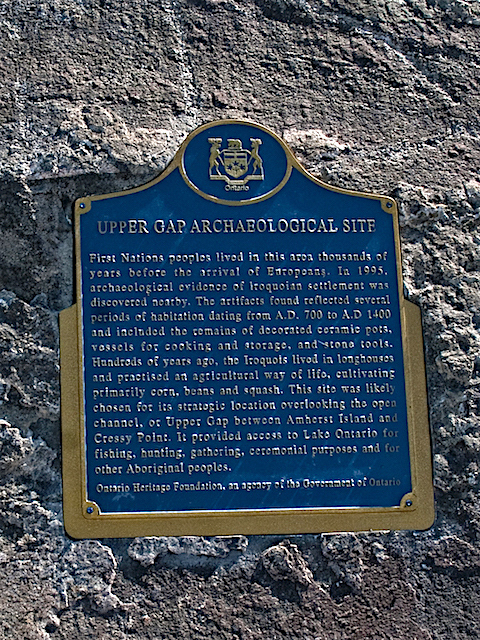 Ontario
UPPER GAP ARCHAEOLOGICAL SITE
First Nations peoples lived in this area thousands of
years before the arrival of Europeans. In 1995,
archaeological evidence of Iroquoian settlement was
discovered nearby. The artifacts found reflected several
periods of habitation dating from A.D. 700 to A.D 1400
and included the remains of decorated ceramic pots,
vessels for cooking and storage, and stone tools.
Hundreds of years ago, the Iroquois lived in longhouses
and practised an agricultural way of life, cultivating
primarily corn, beans and squash. This site was likely
chosen for its strategic location overlooking the open
channel, or Upper Gap between Amherst Island and
Cressy Point. It provided access to Lake Ontario for
fishing, hunting, gathering, ceremonial purposes and for
other Aboriginal peoples.
Ontario Heritage Foundation, an agency of the Government of Ontario